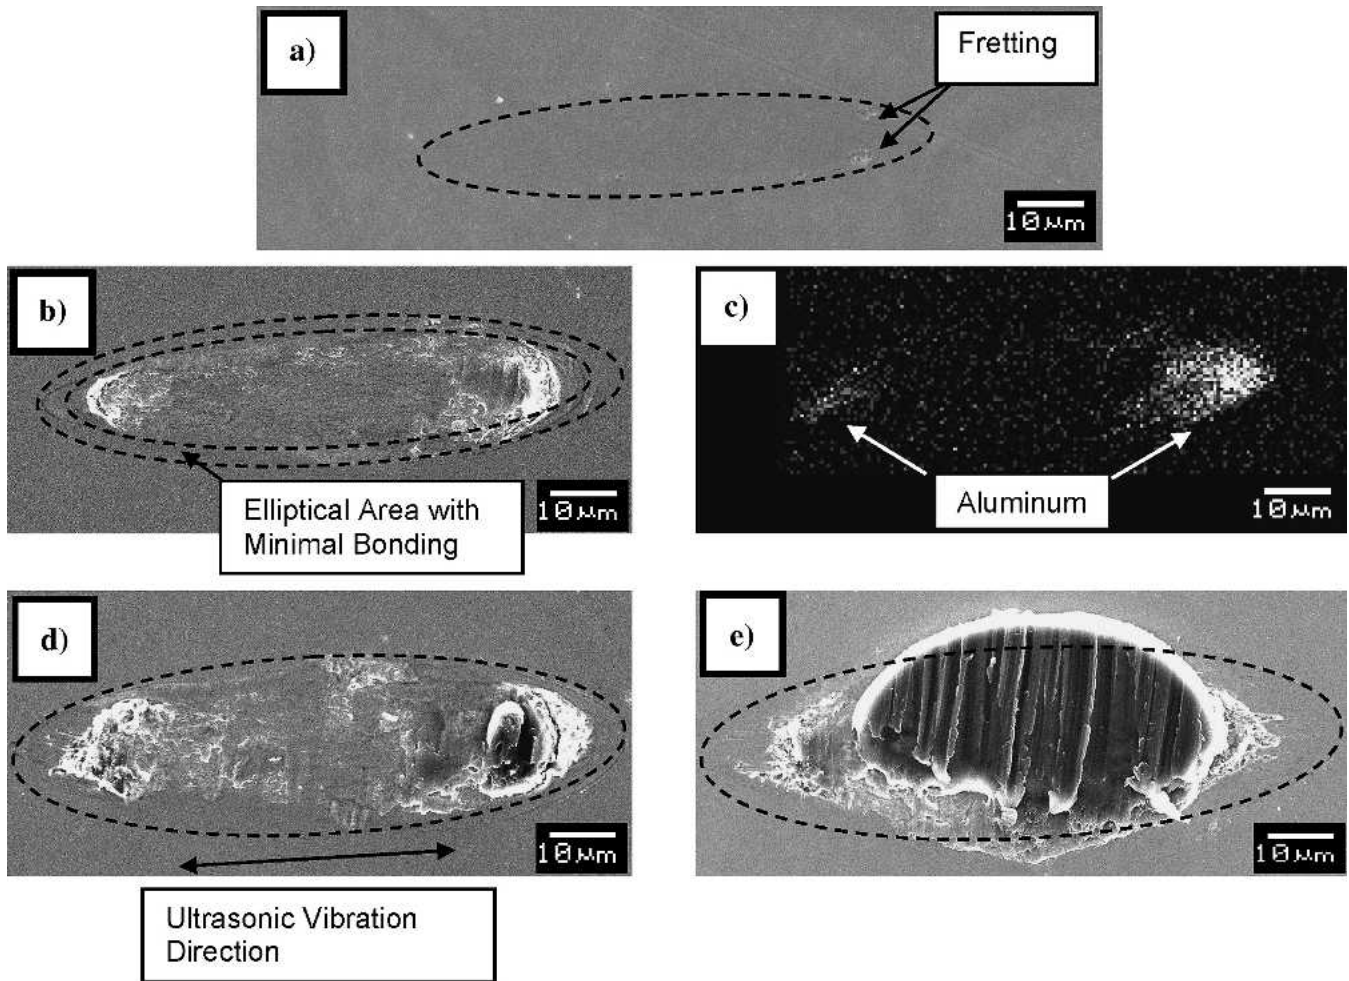 a)
Fretting
10 μm
b)
c)
Elliptical Area with
Minimal Bonding
10 μm
Aluminum
10 μm
d)
e)
10 μm
10 μm
Ultrasonic Vibration
Direction